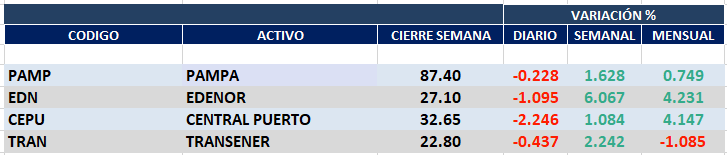 VARIACIÓN %
CODIGO ACTIVO CIERRE SEMANA DIARIO SEMANAL MENSUAL
PAMP PAMPA 87.40 -0.228 1.628 0.749
EDN EDENOR 27.10 -1.095 6.067 4.231
CEPU CENTRAL PUERTO 32.65 -2.246 1.084 4.147
TRAN TRANSENER 22.80 -0.437 2.242 -1.085